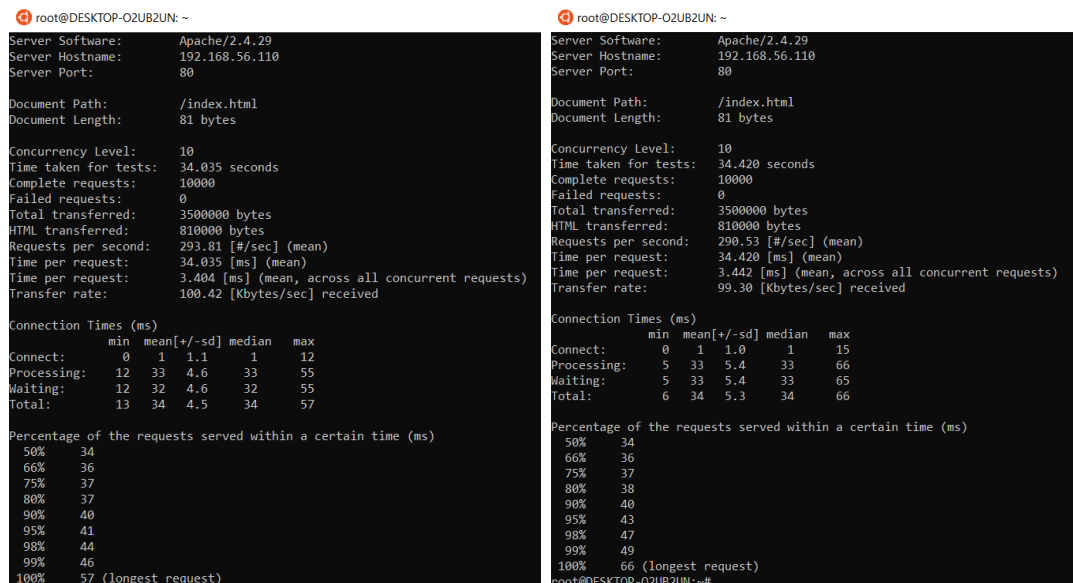 root@DESKTOP-O2UB2UN: ~
Server Software: Apache/2.4.29
Server Hostname: 192.168.56.110
Server Port: 80
Document Path: /index.html
Document Length: 81 bytes
Concurrency Level: 10
Time taken for tests: 34.035 seconds
Complete requests: 10000
Failed requests: 0
Total transferred: 3500000 bytes
HTML transferred: 810000 bytes
Requests per second: 293.81 [#/sec] (mean)
Time per request: 34.035 [ms] (mean)
Time per request: 3.404 [ms] (mean, across all concurrent requests)
Transfer rate: 100.42 [Kbytes/sec] received
Connection Times (ms)
min mean[+/-sd] median max
Connect: 0 1 1.1 1 12
Processing: 12 33 4.6 33 55
Waiting: 12 32 4.6 32 55
Total: 13 34 4.5 34 57
Percentage of the requests served within a certain time (ms)
50% 34
66% 36
75% 37
80% 37
90% 40
95% 41
98% 44
99% 46
100% 57 (longest request)
root@DESKTOP-O2UB2UN: ~
Server Software: Apache/2.4.29
Server Hostname: 192.168.56.110
Server Port: 80
Document Path: /index.html
Document Length: 81 bytes
Concurrency Level: 10
Time taken for tests: 34.420 seconds
Complete requests: 10000
Failed requests: 0
Total transferred: 3500000 bytes
HTML transferred: 810000 bytes
Requests per second: 290.53 [#/sec] (mean)
Time per request: 34.420 [ms] (mean)
Time per request: 3.442 [ms] (mean, across all concurrent requests)
Transfer rate: 99.30 [Kbytes/sec] received
Connection Times (ms)
min mean[+/-sd] median max
Connect: 0 1 1.0 1 15
Processing: 5 33 5.4 33 66
Waiting: 5 33 5.4 33 65
Total: 6 34 5.3 34 66
Percentage of the requests served within a certain time (ms)
50% 34
66% 36
75% 37
80% 38
90% 40
95% 43
98% 47
99% 49
100% 66 (longest request)
root@DESKTOP-O2UB2UN:~#